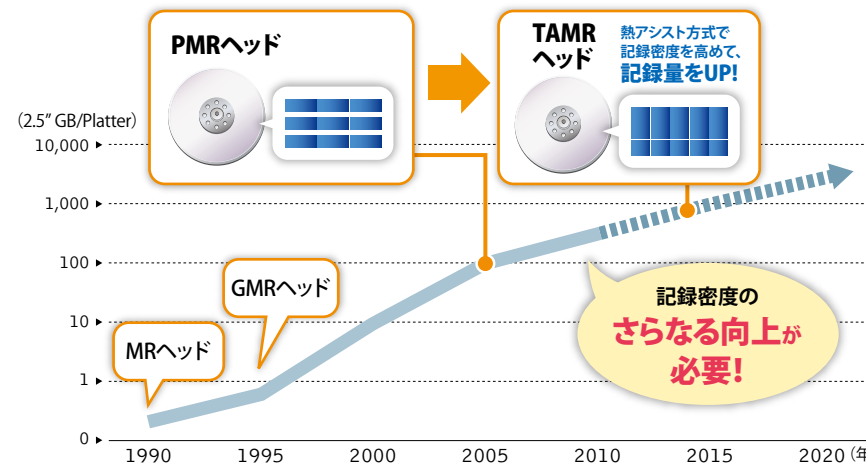 PMRヘッド
TAMR
ヘッド
熱アシスト方式で
記録密度を高めて、
記録量をUP!
(2.5" GB/Platter)
10,000
1,000
100
10
1
0
MRヘッド
GMRヘッド
記録密度の
さらなる向上が
必要!
1990 1995 2000 2005 2010 2015 2020 (年